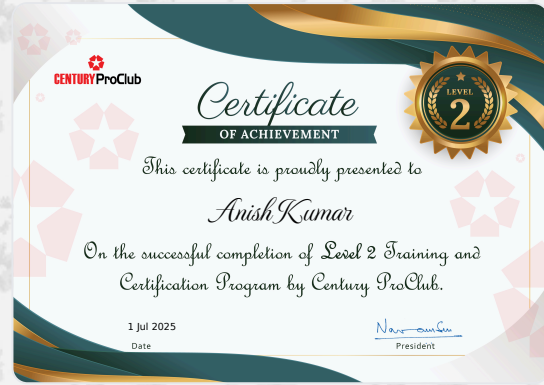 CENTURY ProClub
Certificate
OF ACHIEVEMENT
LEVEL
2
This certificate is proudly presented to
Anish Kumar
On the successful completion of Level 2 Training and
Certification Program by Century ProClub.
1 Jul 2025
Date
President